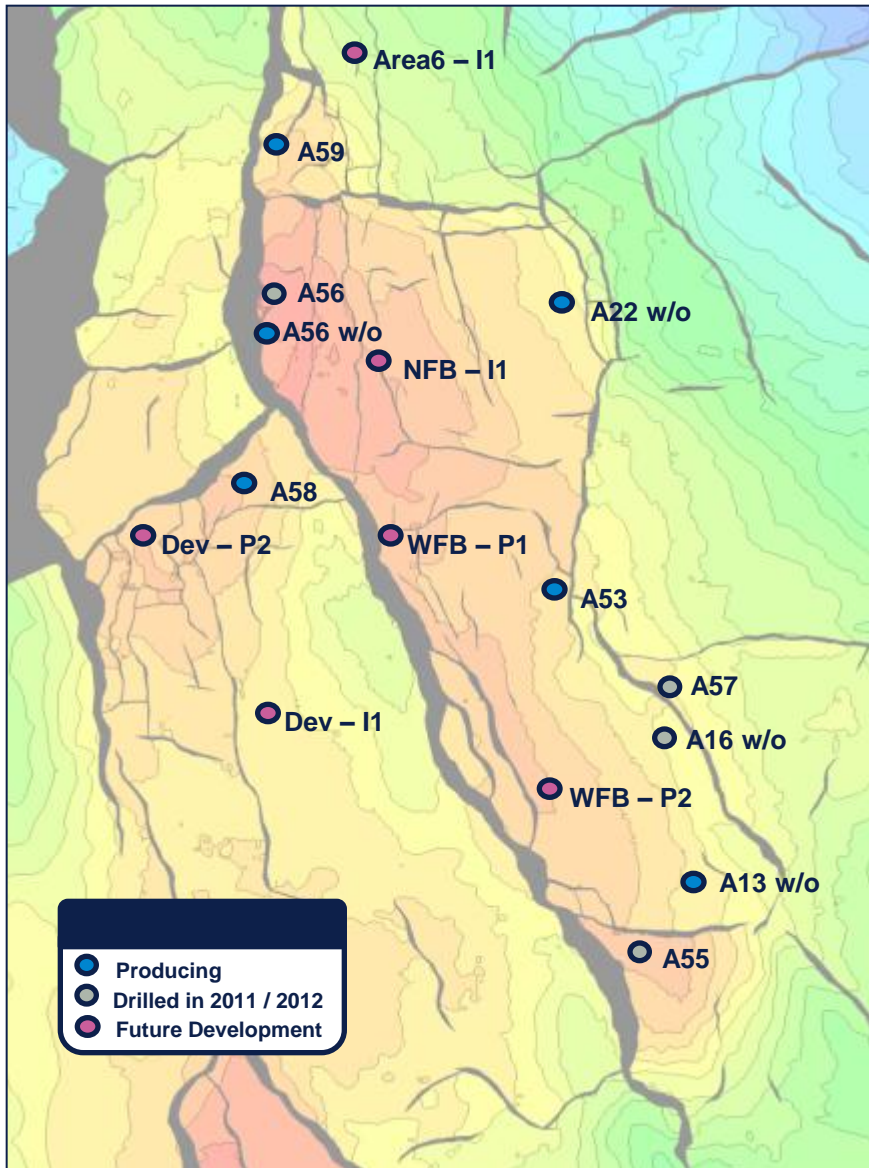 Area6 – I1
A59
A56
A22 w/o
A56 w/o
NFB – I1
A58
Dev – P2
WFB – P1
A53
A57
Dev – I1
A16 w/o
WFB – P2
A13 w/o
A55
Producing
Drilled in 2011 / 2012
Future Development